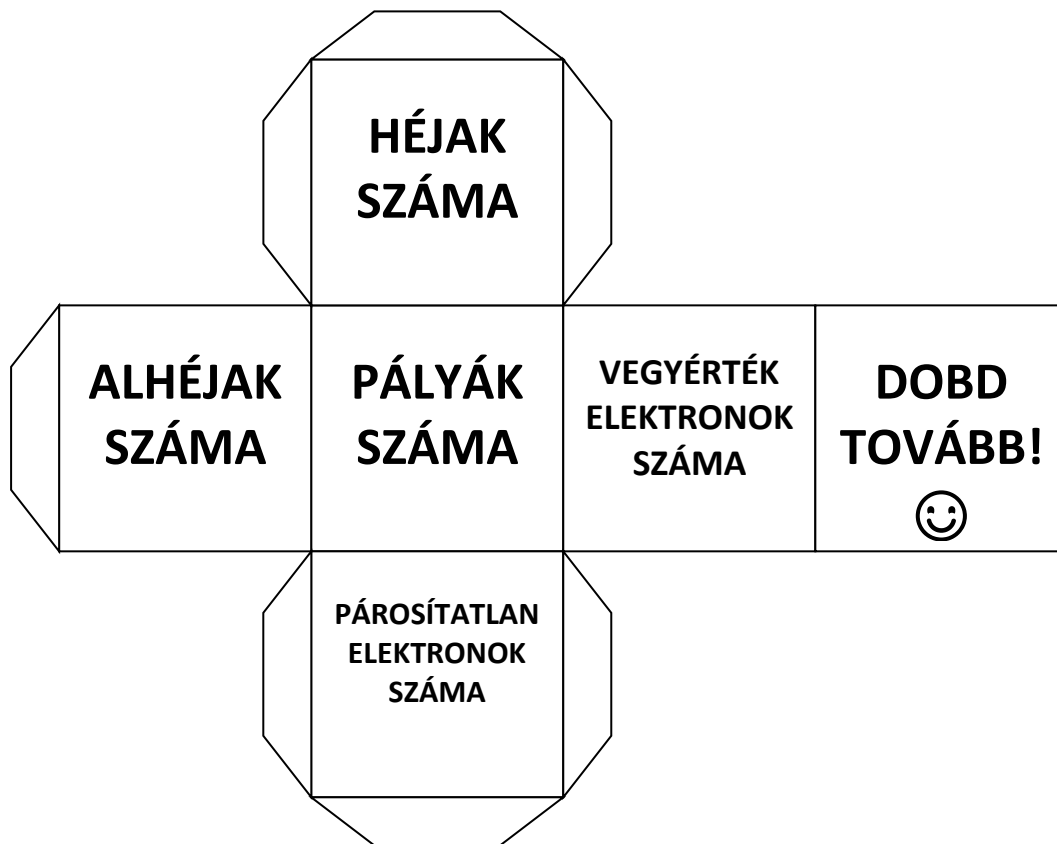 HÉJAK
SZÁMA
ALHÉJAK
SZÁMA
PÁLYÁK
SZÁMA
VEGYÉRTÉK
ELEKTRONOK
SZÁMA
DOBD
TOVÁBB!
PÁROSÍTATLAN
ELEKTRONOK
SZÁMA